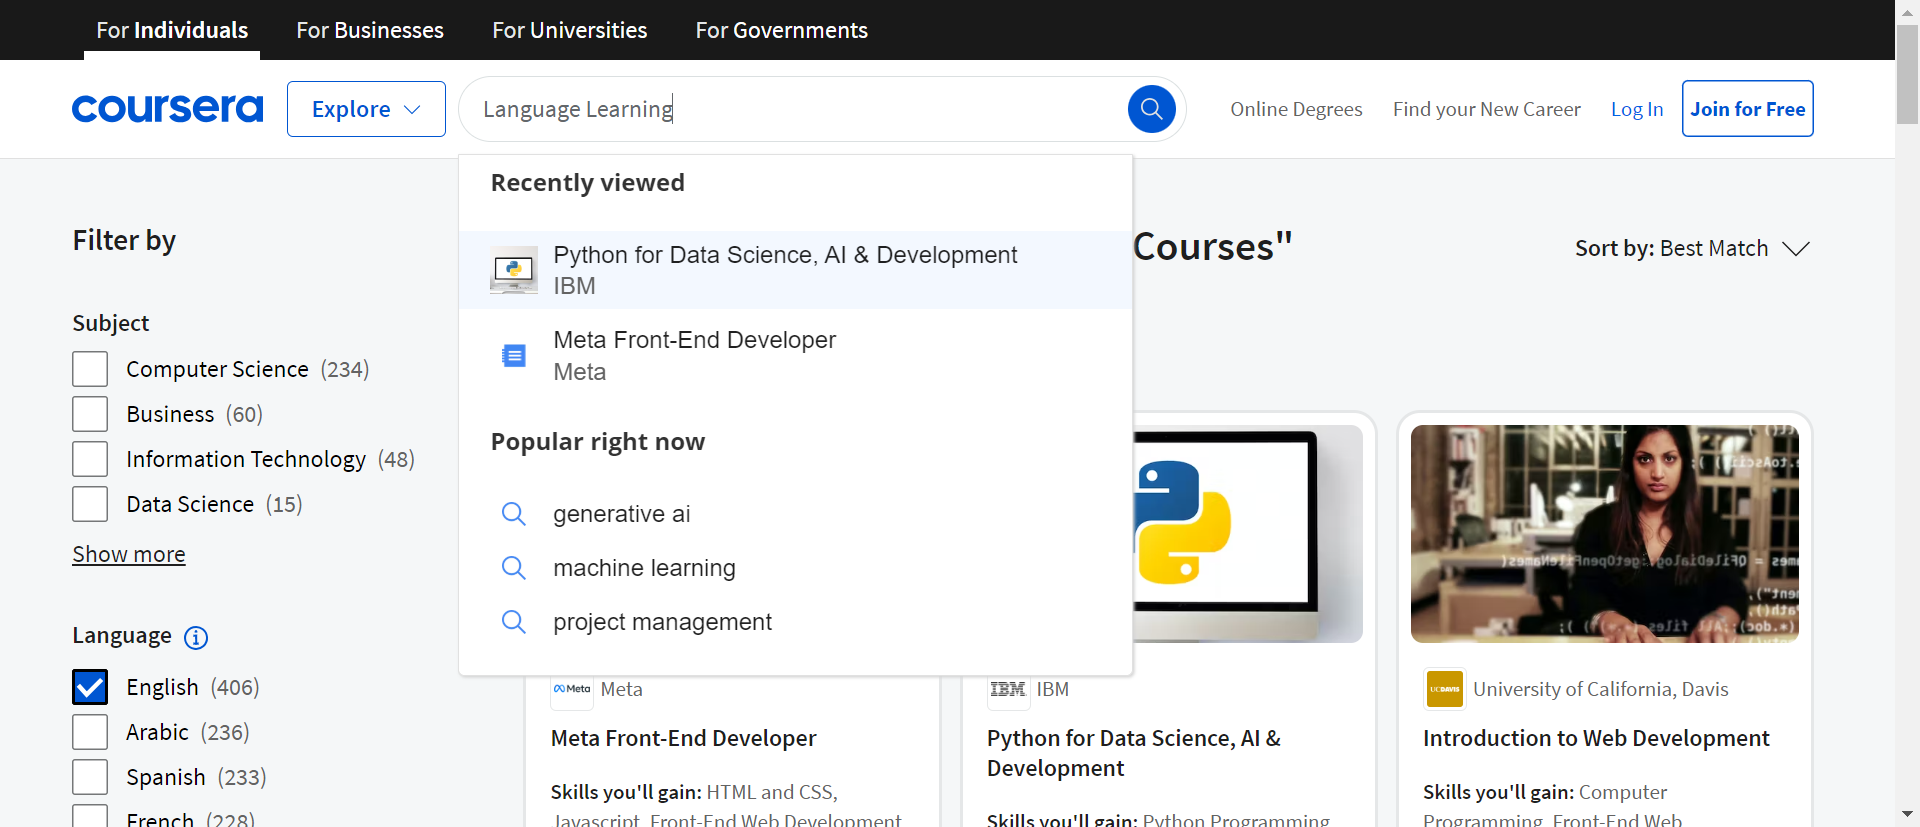 For Individuals
For Businesses
For Universities
For Governments
coursera
Explore
Language Learning
Online Degrees
Find your New Career
Log In
Join for Free
Recently viewed
Python for Data Science, AI & Development
IBM
Meta Front-End Developer
Meta
Popular right now
generative ai
machine learning
project management
Filter by
Courses"
Sort by: Best Match
Subject
Computer Science (234)
Business (60)
Information Technology (48)
Data Science (15)
Show more
Language
English (406)
Arabic (236)
Spanish (233)
French (228)
Meta Meta
Meta Front-End Developer
Skills you'll gain: HTML and CSS,
Javascript, Front-End Web Development
IBM IBM
Python for Data Science, AI &
Development
Skills you'll gain: Python Programming
UCDAVIS University of California, Davis
Introduction to Web Development
Skills you'll gain: Computer
Programming, Front-End Web